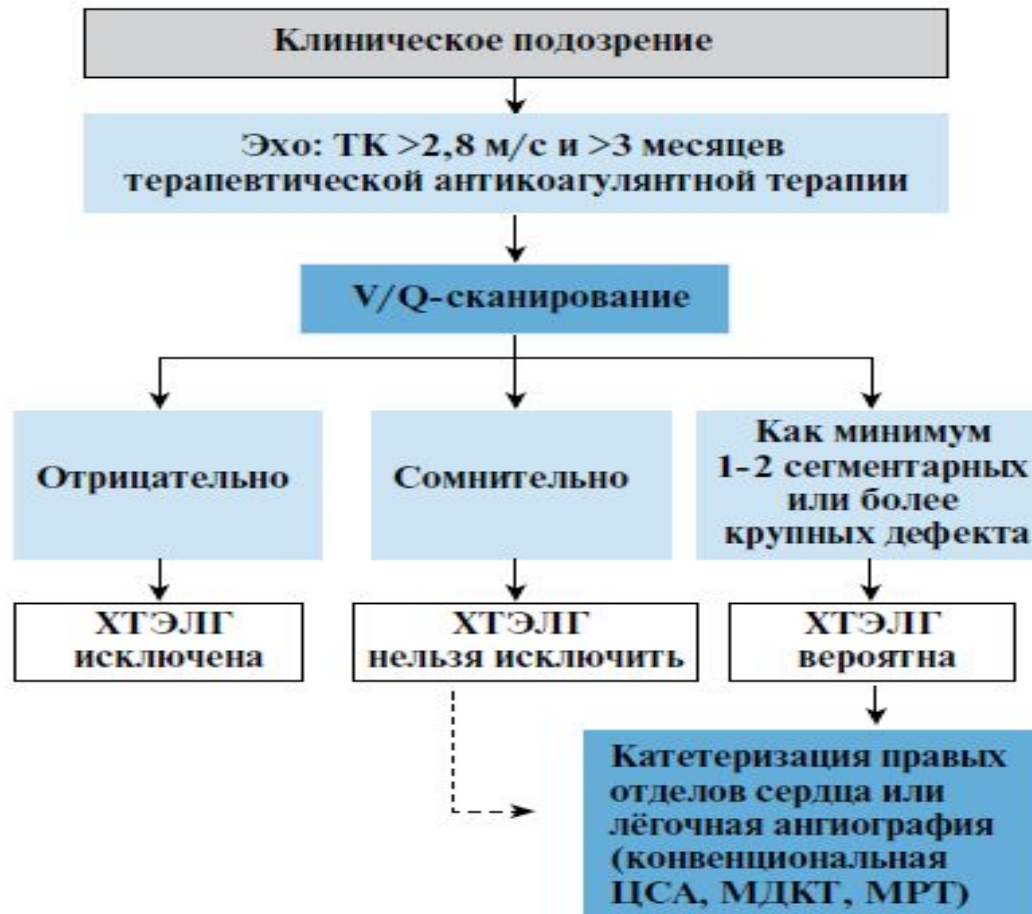 Клиническое подозрение
Эхо: ТК >2,8 м/с и >3 месяцев
терапевтической антикоагулянтной терапии
V/Q-сканирование
Отрицательно
Сомнительно
Как минимум
1-2 сегментарных
или более
крупных дефекта
ХТЭЛГ
исключена
ХТЭЛГ
нельзя исключить
ХТЭЛГ
вероятна
Катетеризация правых
отделов сердца или
лёгочная ангиография
(конвенциональная
ЦСА, МДКТ, МРТ)